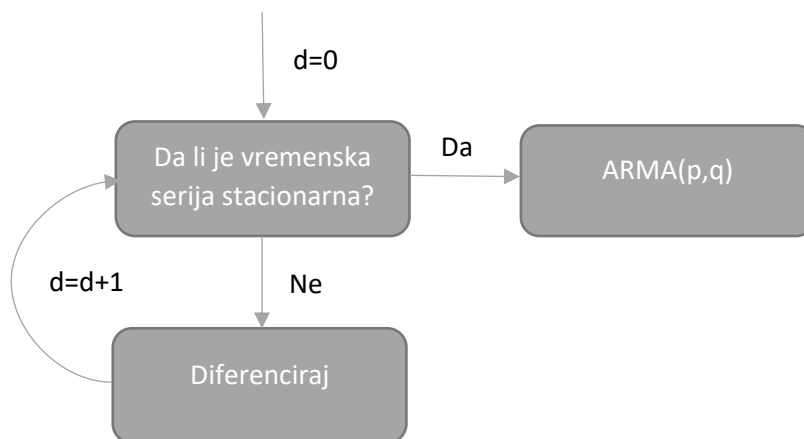 d=0
Da li je vremenska
serija stacionarna?
Da
ARMA(p,q)
d=d+1
Ne
Diferenciraj